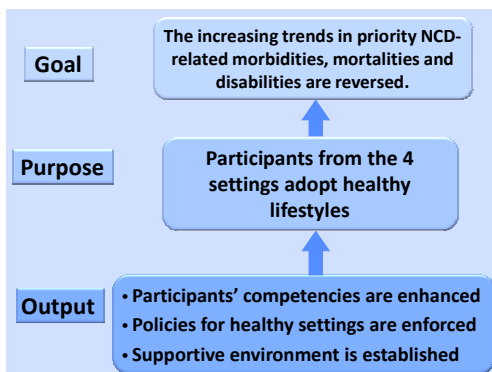 Goal
The increasing trends in priority NCD-
related morbidities, mortalities and
disabilities are reversed.
Purpose
Participants from the 4
settings adopt healthy
lifestyles
Output
• Participants' competencies are enhanced
• Policies for healthy settings are enforced
• Supportive environment is established